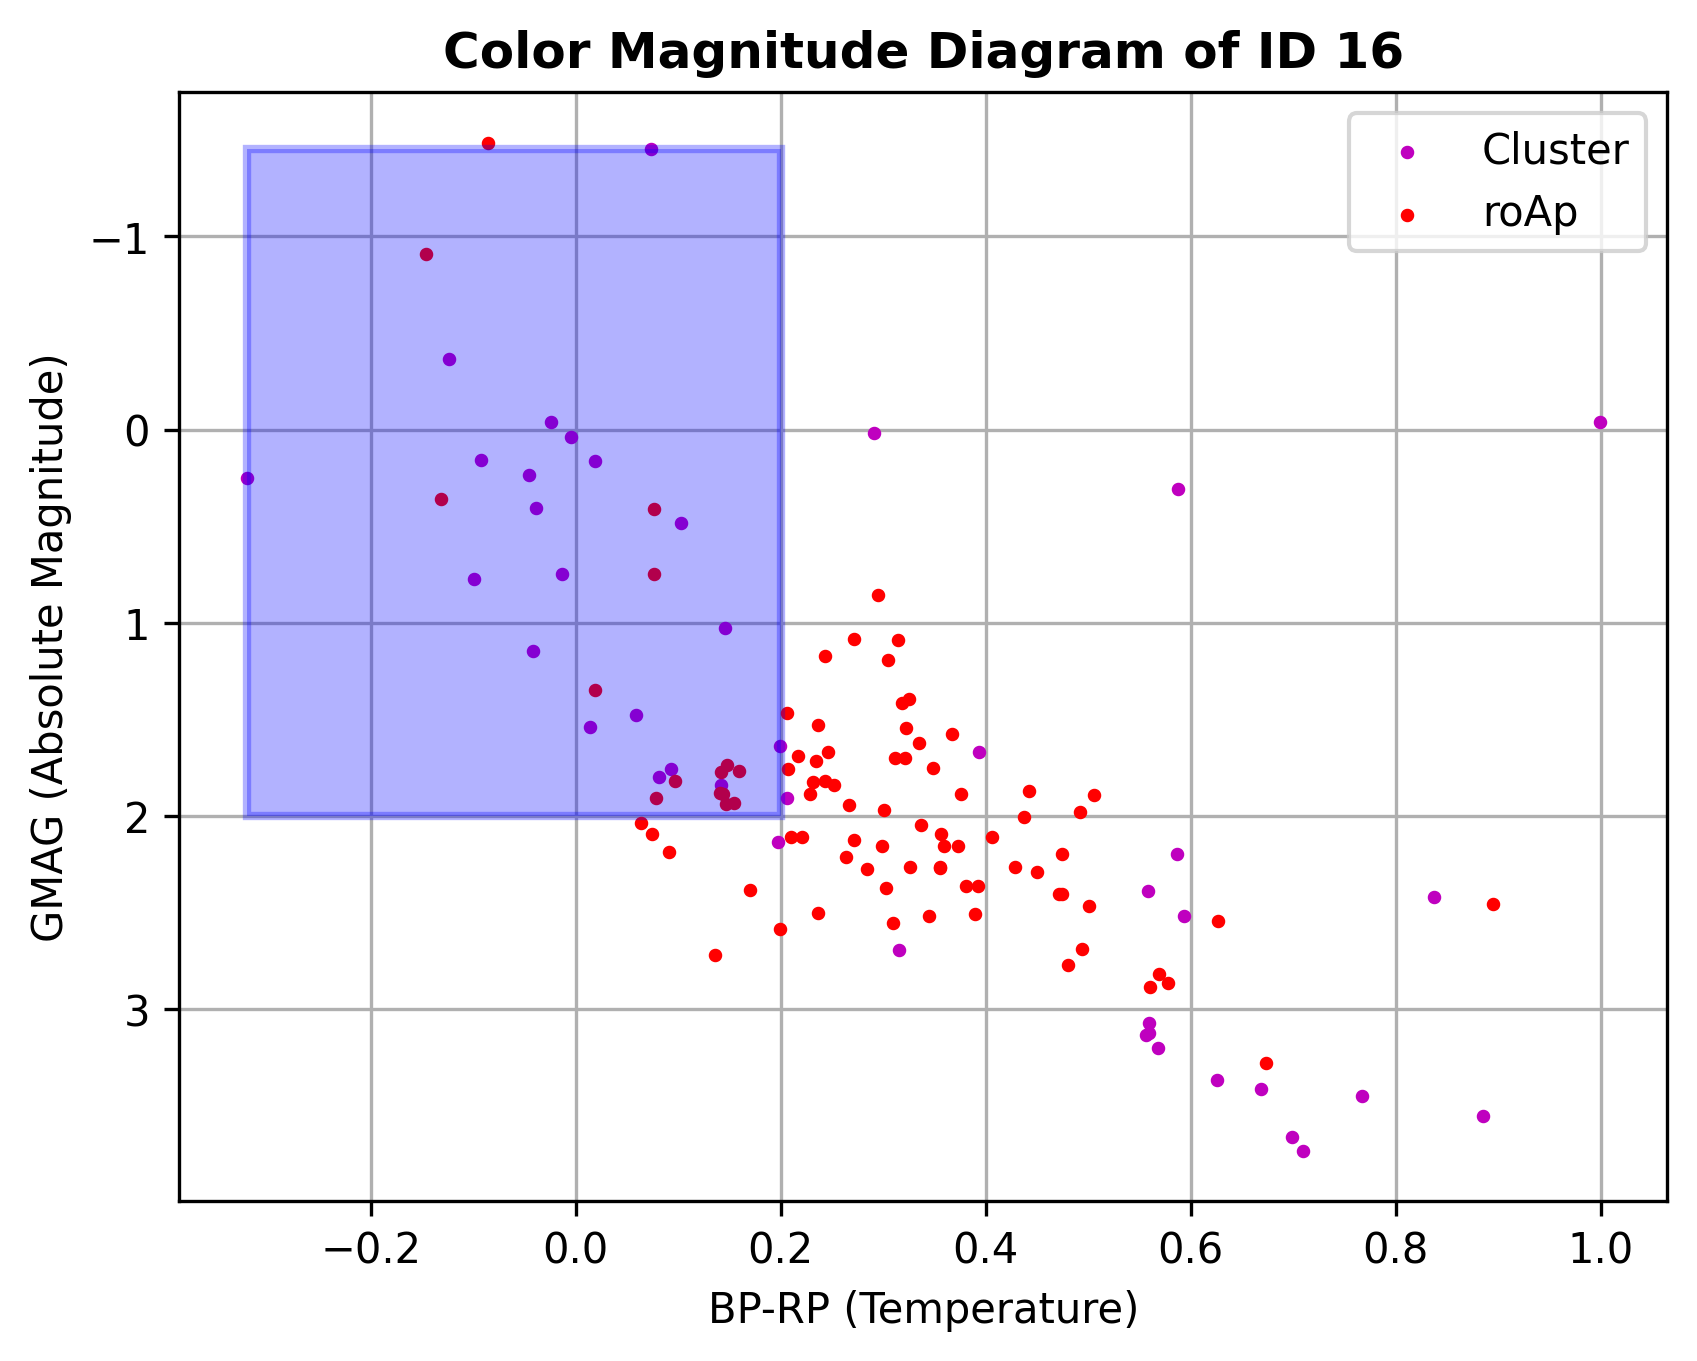 Color Magnitude Diagram of ID 16
Cluster
roAp
GMAG (Absolute Magnitude)
−1
0
1
2
3
−0.2 0.0 0.2 0.4 0.6 0.8 1.0
BP-RP (Temperature)